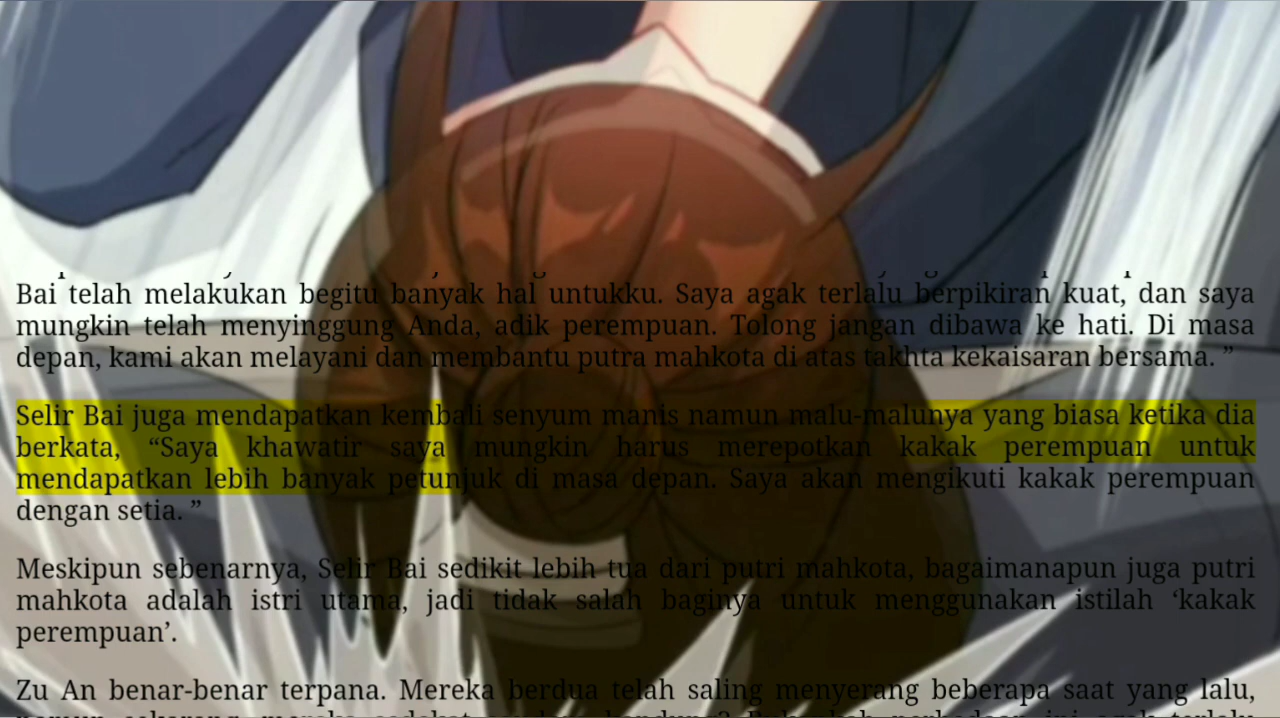 Bai telah melakukan begitu banyak hal untukku. Saya agak terlalu berpikiran kuat, dan saya
mungkin telah menyinggung Anda, adik perempuan. Tolong jangan dibawa ke hati. Di masa
depan, kami akan melayani dan membantu putra mahkota di atas takhta kekaisaran bersama. ”
Selir Bai juga mendapatkan kembali senyum manis namun malu-malunya yang biasa ketika dia
berkata, “Saya khawatir saya mungkin harus merepotkan kakak perempuan untuk
mendapatkan lebih banyak petunjuk di masa depan. Saya akan mengikuti kakak perempuan
dengan setia. ”
Meskipun sebenarnya, Selir Bai sedikit lebih tua dari putri mahkota, bagaimanapun juga putri
mahkota adalah istri utama, jadi tidak salah baginya untuk menggunakan istilah ‘kakak
perempuan’.
Zu An benar-benar terpana. Mereka berdua telah saling menyerang beberapa saat yang lalu,